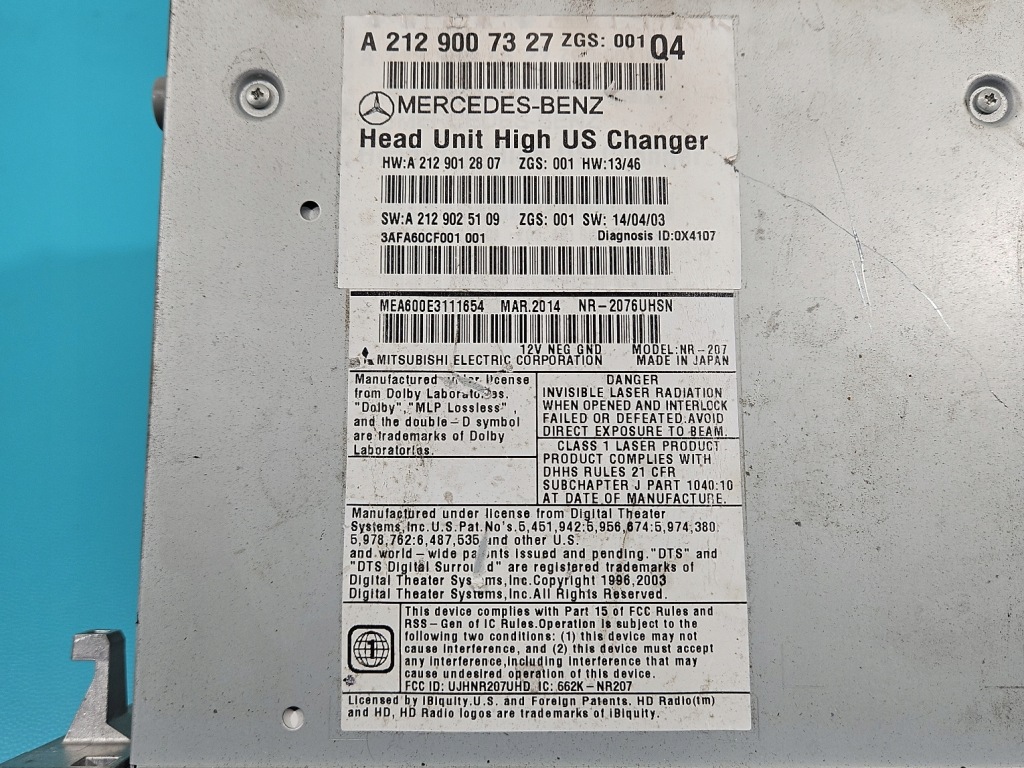 A 212 900 73 27 ZGS: 001 Q4
MERCEDES-BENZ
Head Unit High US Changer
HW:A 212 901 28 07 ZGS: 001 HW:13/46
SW:A 212 902 51 09 ZGS: 001 SW: 14/04/03
3AFA60CF001 001 Diagnosis ID:0X4107
MEA600E3111654 MAR.2014 NR-2076UHSN
12V NEG GND MODEL:NR-207
MITSUBISHI ELECTRIC CORPORATION MADE IN JAPAN
Manufactured under license
from Dolby Laboratories.
"Dolby","MLP Lossless",
and the double-D symbol
are trademarks of Dolby
Laboratories.
DANGER
INVISIBLE LASER RADIATION
WHEN OPENED AND INTERLOCK
FAILED OR DEFEATED.AVOID
DIRECT EXPOSURE TO BEAM.
CLASS 1 LASER PRODUCT
PRODUCT COMPLIES WITH
DHHS RULES 21 CFR
SUBCHAPTER J PART 1040:10
AT DATE OF MANUFACTURE.
Manufactured under license from Digital Theater
Systems,Inc.U.S.Pat.No's.5,451,942:5,956,674:5,974,380:
5,978,762:6,487,535 and other U.S.
and world-wide patents issued and pending."DTS" and
"DTS Digital Surround" are registered trademarks of
Digital Theater Systems,Inc.Copyright 1996,2003
Digital Theater Systems,Inc.All Rights Reserved.
1
This device complies with Part 15 of FCC Rules and
RSS-Gen of IC Rules.Operation is subject to the
following two conditions: (1) this device may not
cause interference, and (2) this device must accept
any interference,including interference that may
cause undesired operation of this device.
FCC ID: UJHNR207UHD IC: 662K-NR207
Licensed by iBiquity.U.S. and Foreign Patents. HD Radio(tm)
and HD, HD Radio logos are trademarks of iBiquity.